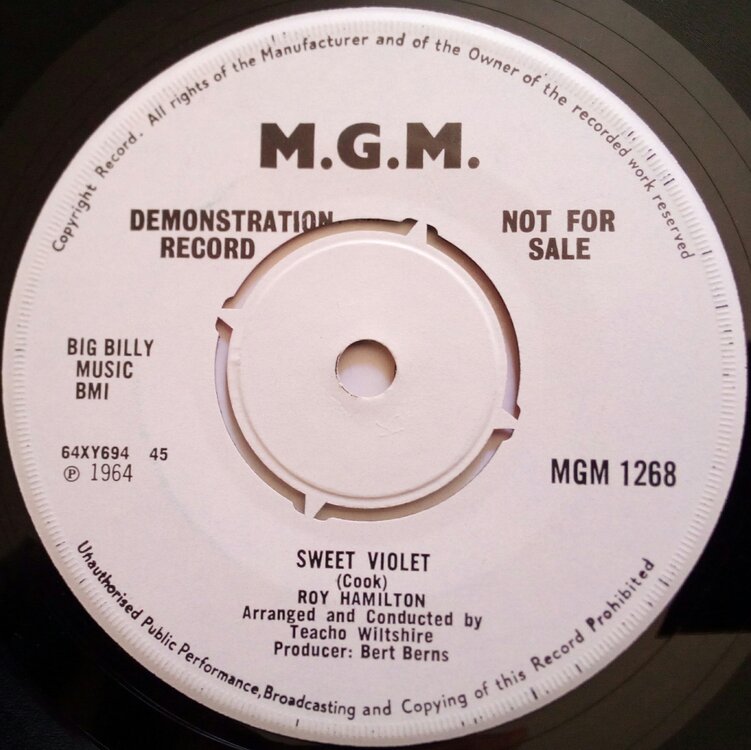 Copyright Record. All rights of the Manufacturer and of the Owner of the recorded work reserved
M.G.M.
DEMONSTRATION
RECORD
NOT FOR
SALE
BIG BILLY
MUSIC
BMI
64XY694 45
℗ 1964
MGM 1268
SWEET VIOLET
(Cook)
ROY HAMILTON
Arranged and Conducted by
Teacho Wiltshire
Producer: Bert Berns
Unauthorised Public Performance, Broadcasting and Copying of this Record Prohibited